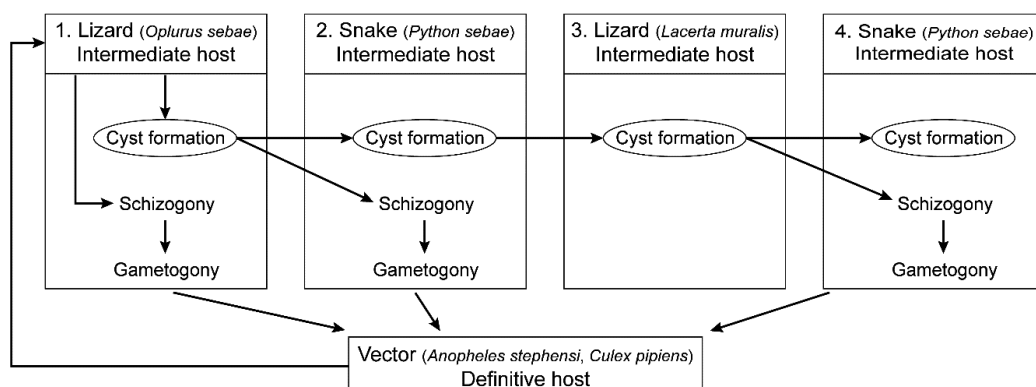 1. Lizard (Oplurus sebae)
Intermediate host
Cyst formation
Schizogony
Gametogony
2. Snake (Python sebae)
Intermediate host
Cyst formation
Schizogony
Gametogony
3. Lizard (Lacerta muralis)
Intermediate host
Cyst formation
4. Snake (Python sebae)
Intermediate host
Cyst formation
Schizogony
Gametogony
Vector (Anopheles stephensi, Culex pipiens)
Definitive host